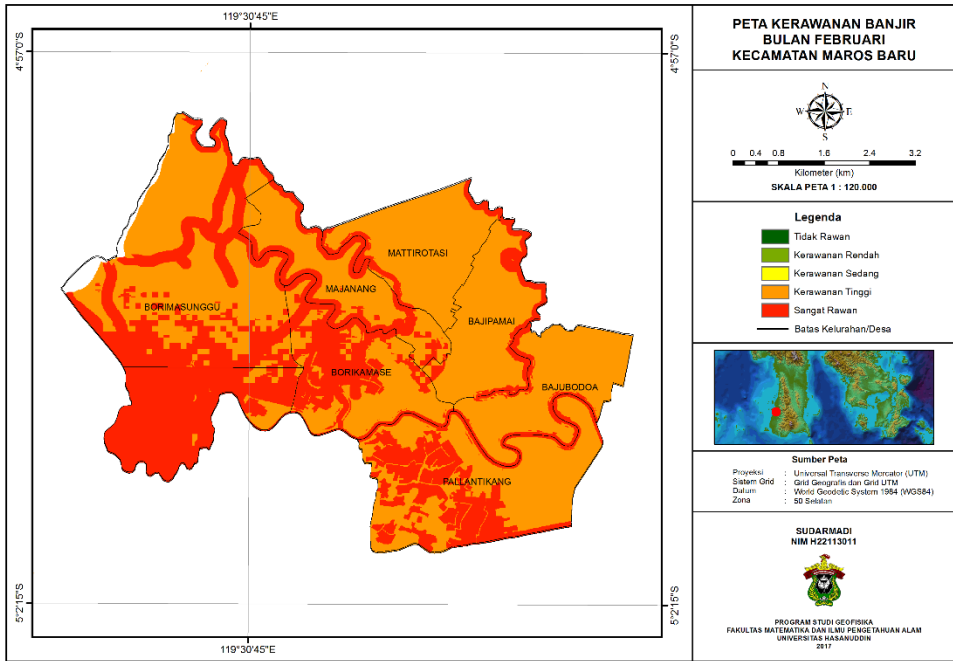 119°30'45"E
4°57'0"S
4°57'0"S
MATTIROTASI
MAJANANG
BORIMASUNGGU
BAJIPAMAI
BORIKAMASE
BAJUBODOA
PALLANTIKANG
5°2'15"S
5°2'15"S
119°30'45"E
PETA KERAWANAN BANJIR
BULAN FEBRUARI
KECAMATAN MAROS BARU
N
W E
S
0 0.4 0.8 1.6 2.4 3.2
Kilometer (km)
SKALA PETA 1 : 120.000
Legenda
Tidak Rawan
Kerawanan Rendah
Kerawanan Sedang
Kerawanan Tinggi
Sangat Rawan
Batas Kelurahan/Desa
Sumber Peta
Proyeksi : Universal Transverse Mercator (UTM)
Sistem Grid : Grid Geografis dan Grid UTM
Datum : World Geodetic System 1984 (WGS84)
Zona : 50 Selatan
SUDARMADI
NIM H22113011
PROGRAM STUDI GEOFISIKA
FAKULTAS MATEMATIKA DAN ILMU PENGETAHUAN ALAM
UNIVERSITAS HASANUDDIN
2017